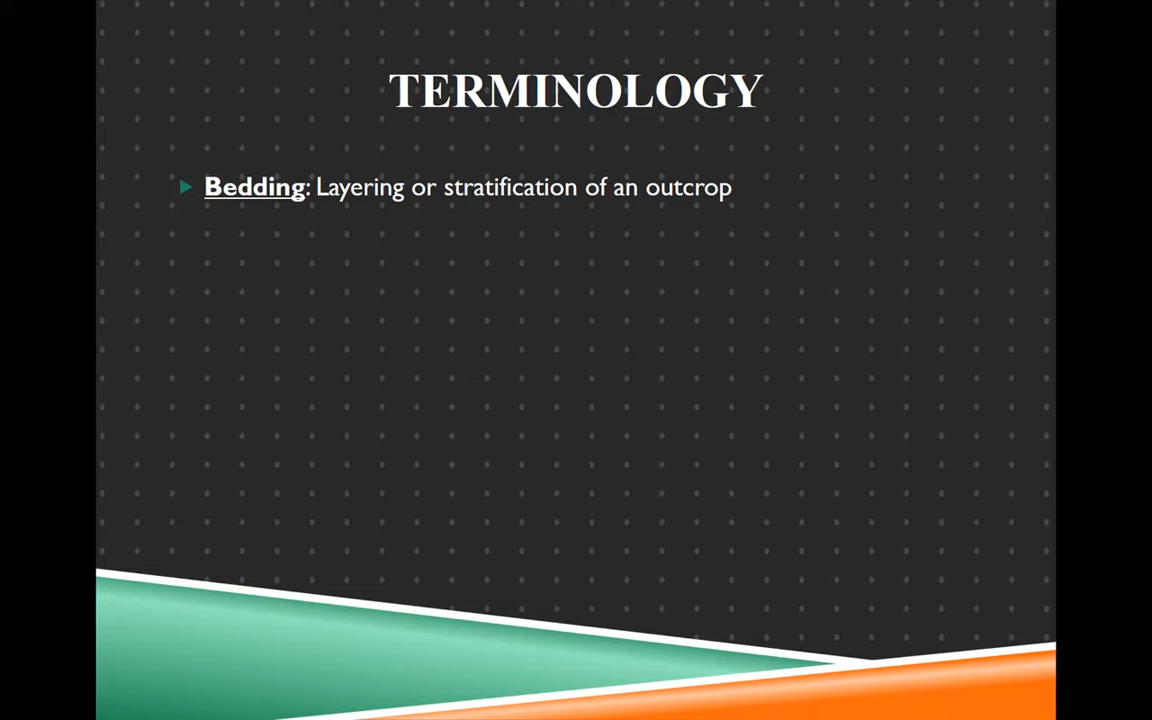 TERMINOLOGY
Bedding: Layering or stratification of an outcrop